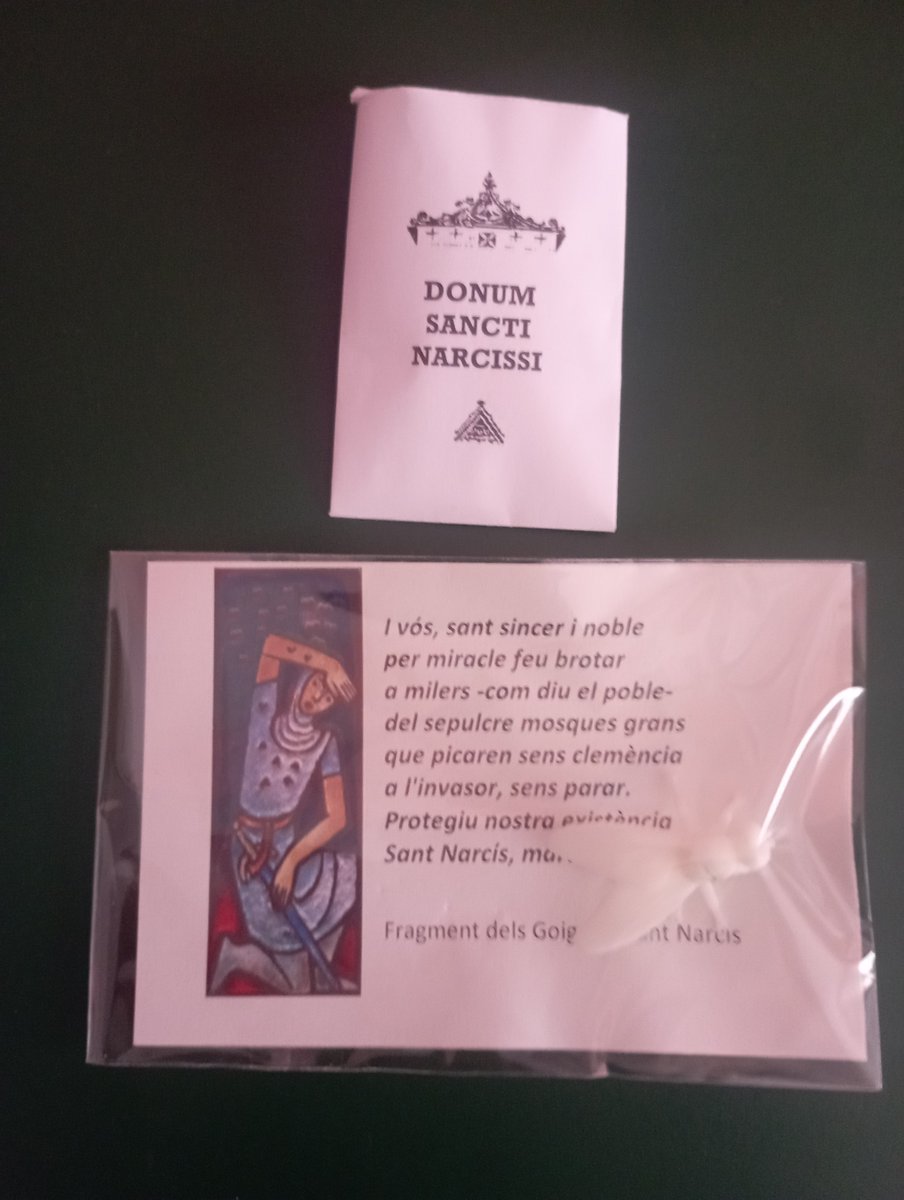 DONUM
SANCTI
NARCISSI
I vós, sant sincer i noble
per miracle feu brotar
a milers -com diu el poble-
del sepulcre mosques grans
que picaren sens clemència
a l'invasor, sens parar.
Protegiu nostra existència
Sant Narcís,
Fragment dels Narcís